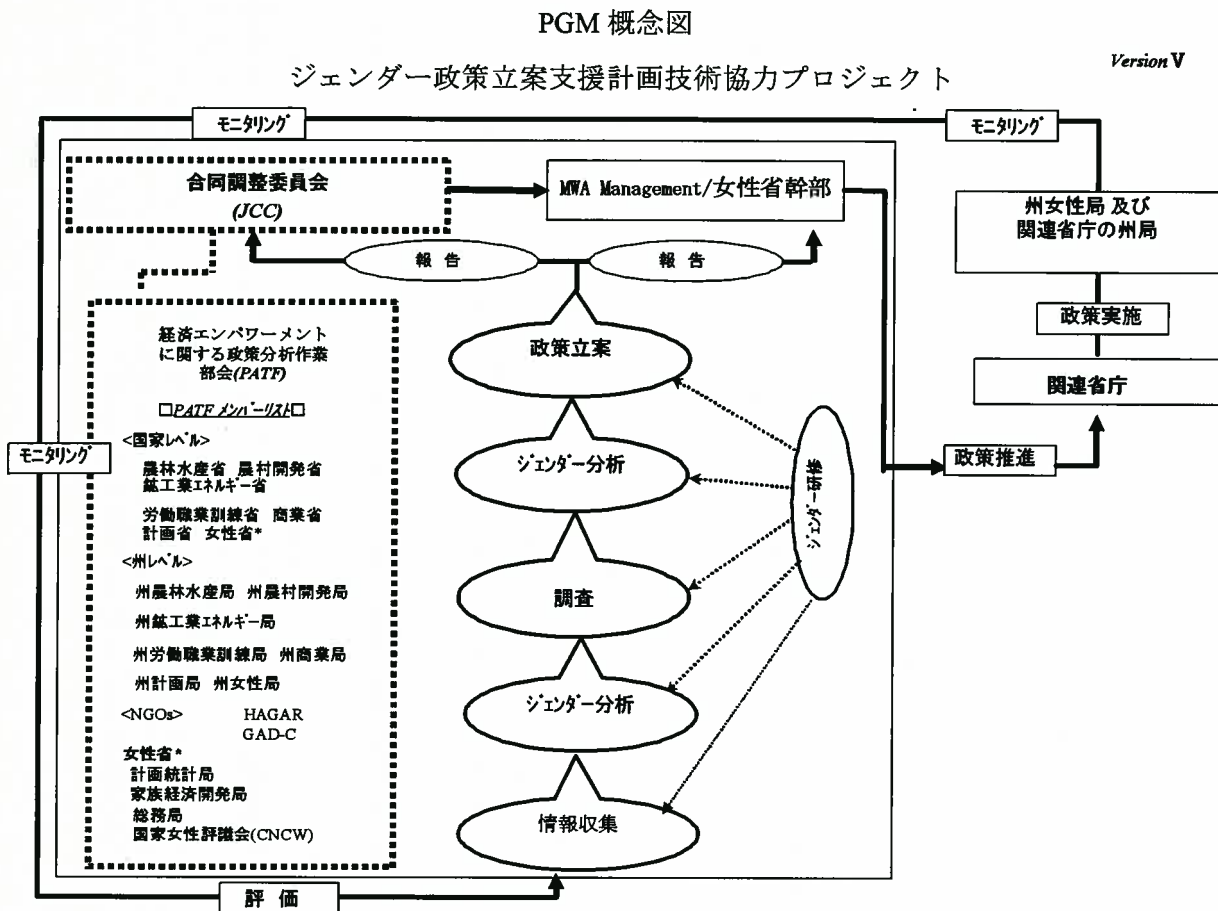 PGM 概念図
ジェンダー政策立案支援計画技術協力プロジェクト
Version V
モニタリング
モニタリング
合同調整委員会
(JCC)
MWA Management/女性省幹部
州女性局 及び
関連省庁の州局
報 告
報 告
政策実施
経済エンパワーメント
に関する政策分析作業
部会(PATF)
政策立案
関連省庁
□PATF メンバーリスト□
モニタリング
<国家レベル>
農林水産省 農村開発省
鉱工業エネルギー省
労働職業訓練省 商業省
計画省 女性省*
ジェンダー分析
政策推進
ジェンダー研修
<州レベル>
州農林水産局 州農村開発局
州鉱工業エネルギー局
州労働職業訓練局 州商業局
州計画局 州女性局
調査
<NGOs> HAGAR
GAD-C
ジェンダー分析
女性省*
計画統計局
家族経済開発局
総務局
国家女性評議会(CNCW)
情報収集
評 価